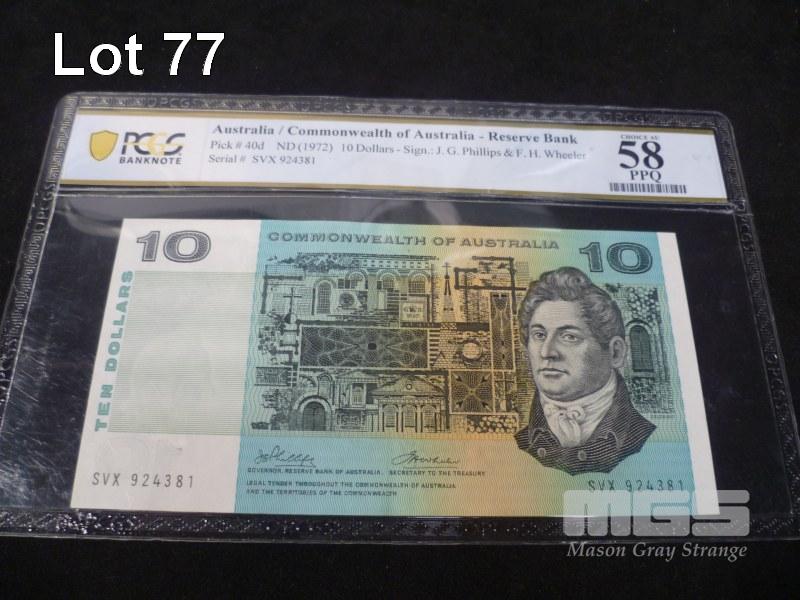 Lot 77
PCGS
BANKNOTE
Australia / Commonwealth of Australia - Reserve Bank
Pick # 40d ND (1972) 10 Dollars - Sign.: J. G. Phillips & F. H. Wheeler
Serial # SVX 924381
CHOICE AU
58
PPQ
10
COMMONWEALTH OF AUSTRALIA
10
TEN DOLLARS
GOVERNOR, RESERVE BANK OF AUSTRALIA. SECRETARY TO THE TREASURY
LEGAL TENDER THROUGHOUT THE COMMONWEALTH OF AUSTRALIA
AND THE TERRITORIES OF THE COMMONWEALTH
SVX 924381
SVX 924381
MGS
Mason Gray Strange